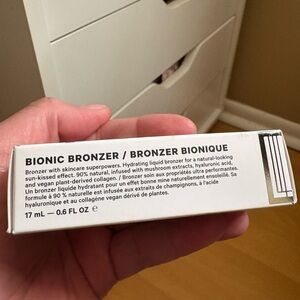 BIONIC BRONZER / BRONZER BIONIQUE
Bronzer with skincare superpowers. Hydrating liquid bronzer for a natural-looking
sun-kissed effect. 90% natural, infused with mushroom extracts, hyaluronic acid,
and vegan plant-derived collagen. / Bronzer soin aux propriétés ultra performantes.
Un bronzer liquide hydratant pour un effet bonne mine naturellement ensoleillé. Sa
formule à 90 % naturelle est infusée aux extraits de champignons, à l'acide
hyaluronique et au collagène vegan dérivé de plantes.
17 mL — 0.6 FL OZ e